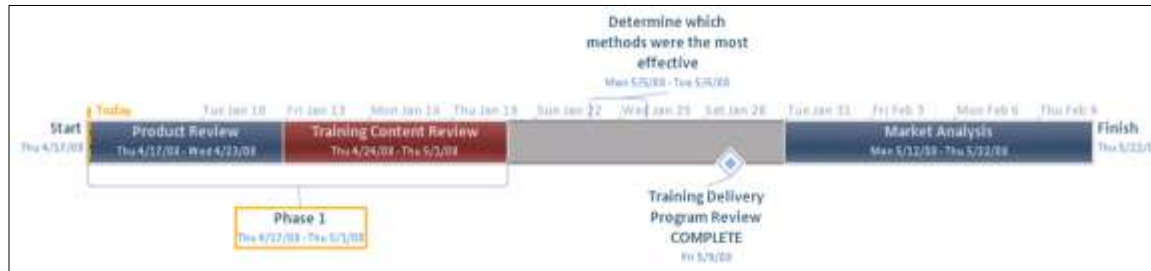 Determine which
methods were the most
effective
Mon 5/5/08 - Tue 5/6/08
Today
Tue Jan 10
Fri Jan 13
Mon Jan 16
Thu Jan 19
Sun Jan 22
Wed Jan 25
Sat Jan 28
Tue Jan 31
Fri Feb 3
Mon Feb 6
Thu Feb 9
Start
Thu 4/17/08
Product Review
Thu 4/17/08 - Wed 4/23/08
Training Content Review
Thu 4/24/08 - Thu 5/1/08
Market Analysis
Mon 5/12/08 - Thu 5/22/08
Finish
Thu 5/22/
Phase 1
Thu 4/17/08 - Thu 5/1/08
Training Delivery
Program Review
COMPLETE
Fri 5/9/08